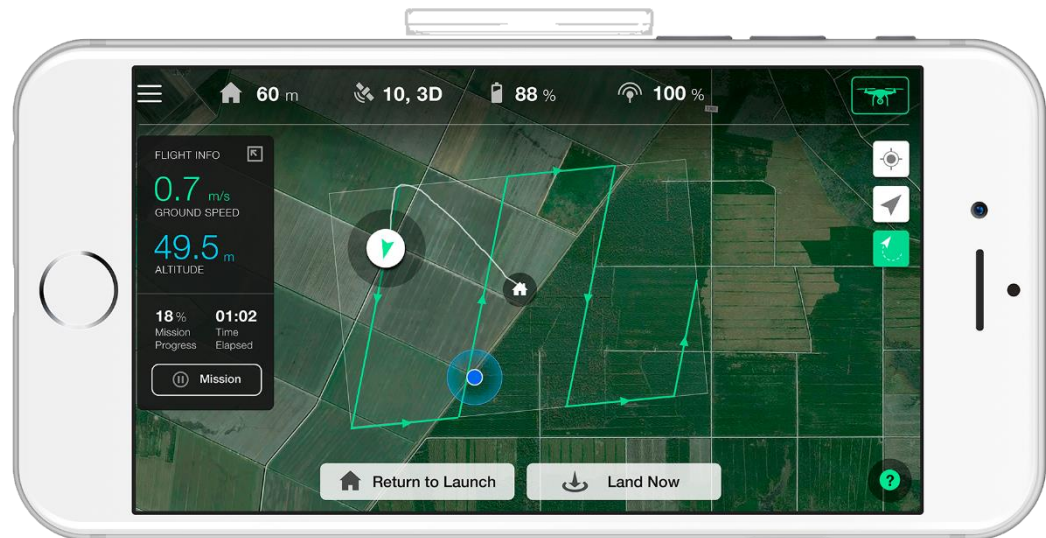 60 m
10, 3D
88 %
100 %
FLIGHT INFO
0.7 m/s
GROUND SPEED
49.5 m
ALTITUDE
18 % 01:02
Mission Time
Progress Elapsed
Mission
Return to Launch
Land Now
?